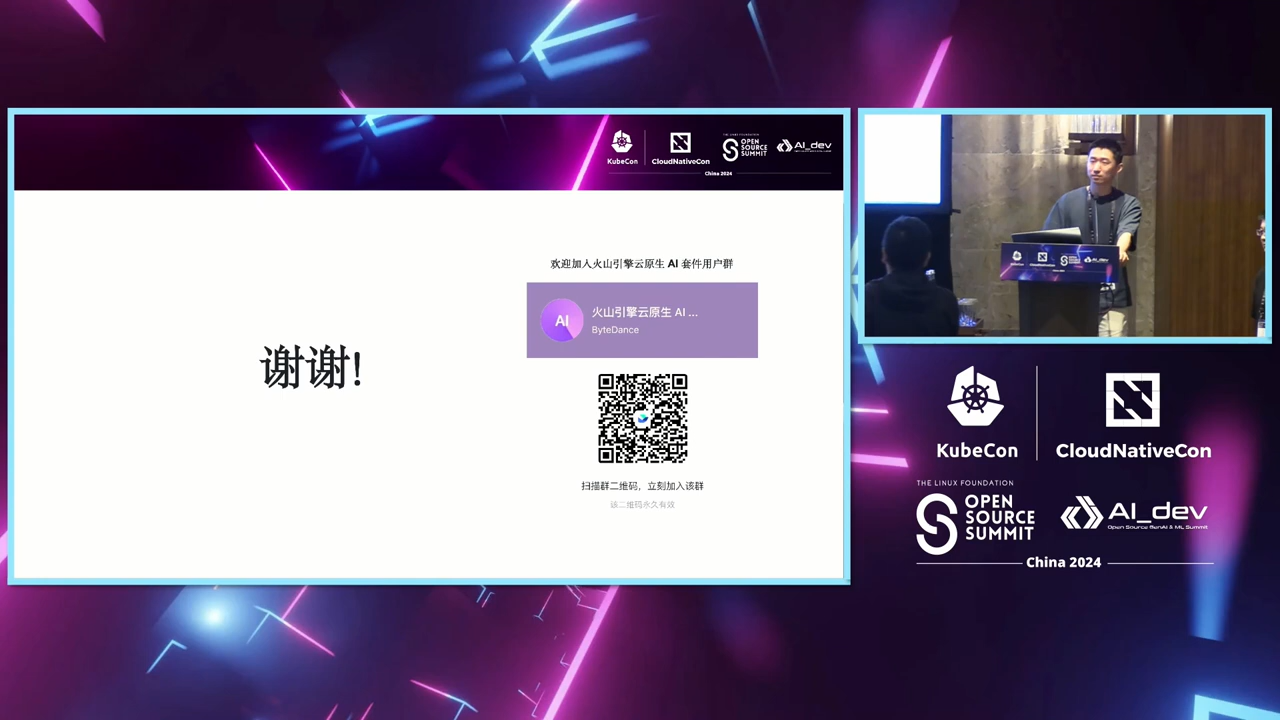 KubeCon
CloudNativeCon
THE LINUX FOUNDATION
OPEN SOURCE SUMMIT
AI_dev
China 2024
欢迎加入火山引擎云原生 AI 套件用户群
AI
火山引擎云原生 AI ...
ByteDance
谢谢!
扫描群二维码，立刻加入该群
该二维码永久有效
KubeCon
CloudNativeCon
THE LINUX FOUNDATION
OPEN
SOURCE
SUMMIT
AI_dev
Open Source GenAI & ML Summit
China 2024